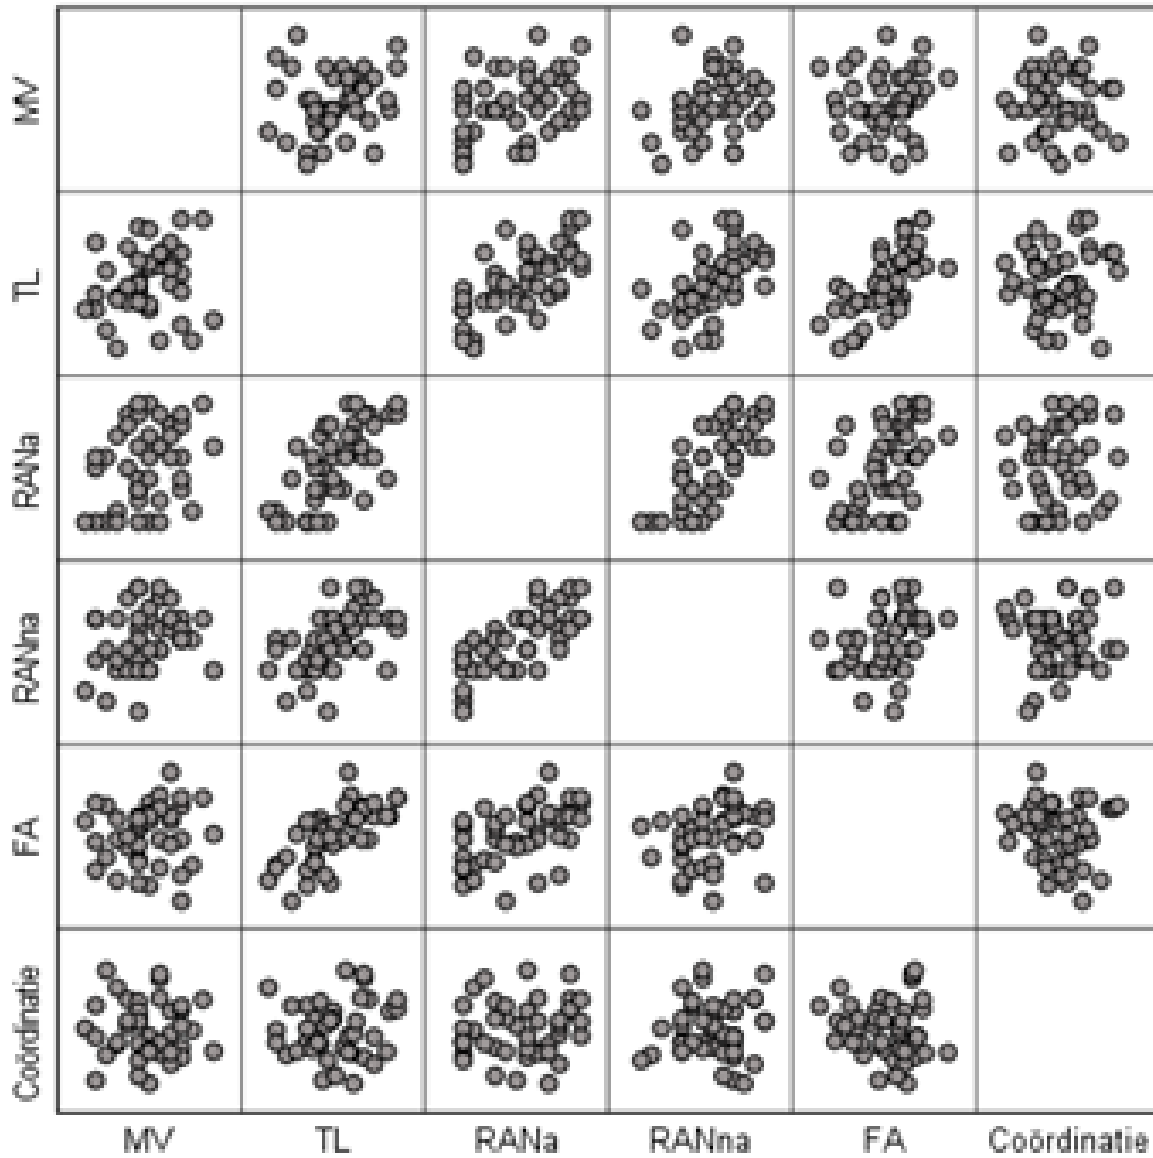 MV
TL
RANa
RANna
FA
Coördinatie
MV TL RANa RANna FA Coördinatie